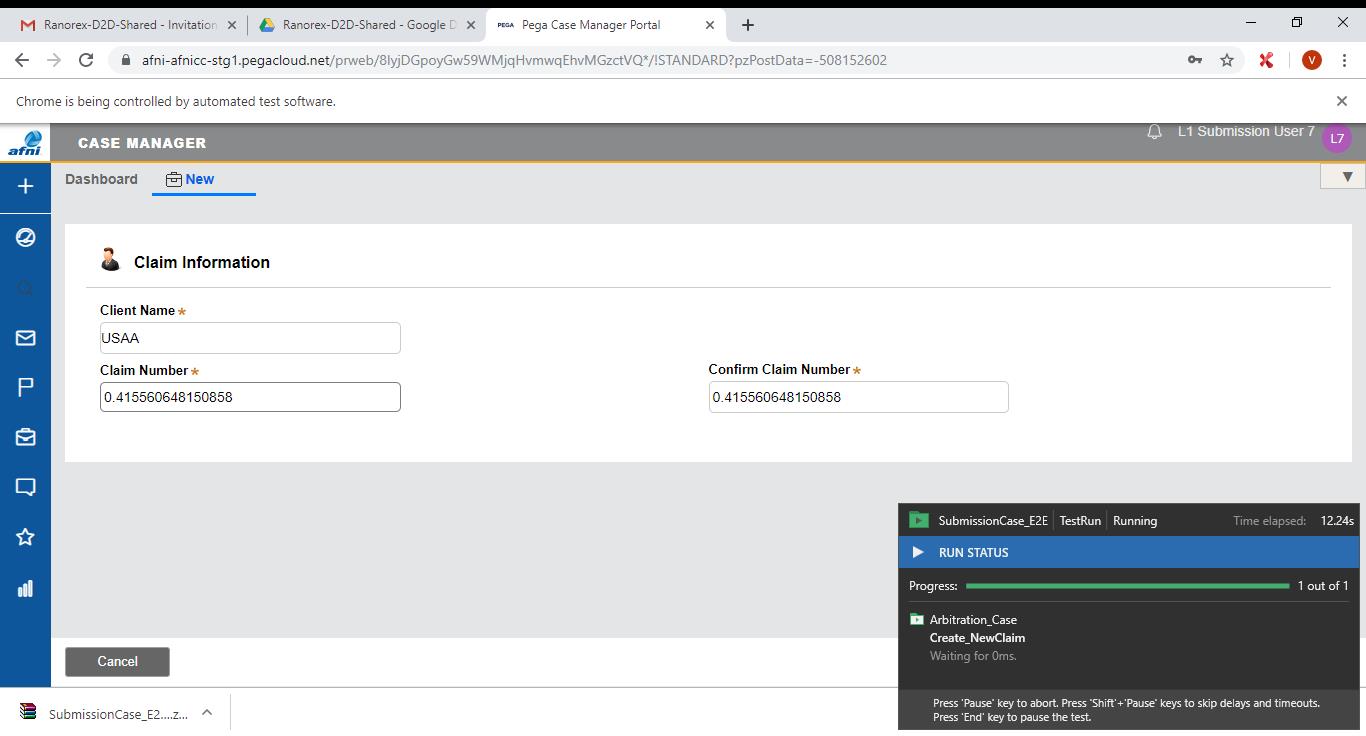 Ranorex-D2D-Shared - Invitation
Ranorex-D2D-Shared - Google D
PEGA Pega Case Manager Portal
afni-afnicc-stg1.pegacloud.net/prweb/8IyjDGpoyGw59WMjqHvmwqEhvMGzctVQ*/!STANDARD?pzPostData=-508152602
V
Chrome is being controlled by automated test software.
afni
CASE MANAGER
L1 Submission User 7
L7
Dashboard
New
Claim Information
Client Name *
USAA
Claim Number *
Confirm Claim Number *
0.415560648150858
0.415560648150858
SubmissionCase_E2E TestRun Running Time elapsed: 12.24s
RUN STATUS
Progress: 1 out of 1
Arbitration_Case
Create_NewClaim
Waiting for 0ms.
Cancel
Press 'Pause' key to abort. Press 'Shift'+'Pause' keys to skip delays and timeouts.
Press 'End' key to pause the test.
SubmissionCase_E2....z...